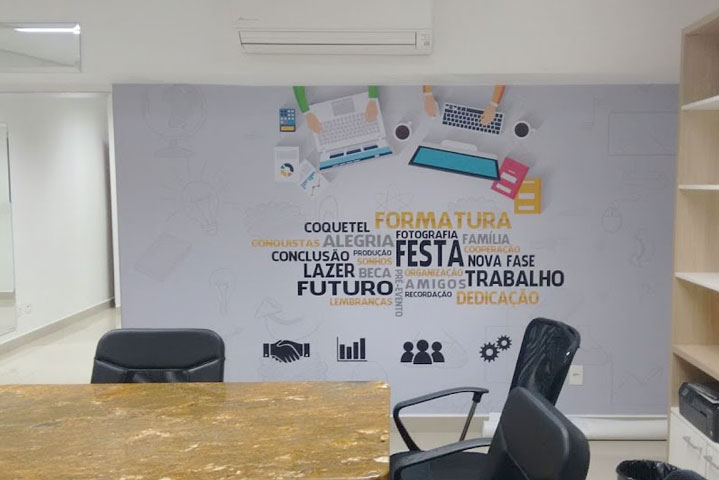 FORMATURA
COQUETEL
FOTOGRAFIA
CONQUISTAS
ALEGRIA
FESTA
FAMÍLIA
COOPERAÇÃO
CONCLUSÃO
PRODUÇÃO
SONHOS
NOVA FASE
LAZER
BECA
ORGANIZAÇÃO
TRABALHO
FUTURO
PRÉ-EVENTO
AMIGOS
LEMBRANÇAS
RECORDAÇÃO
DEDICAÇÃO